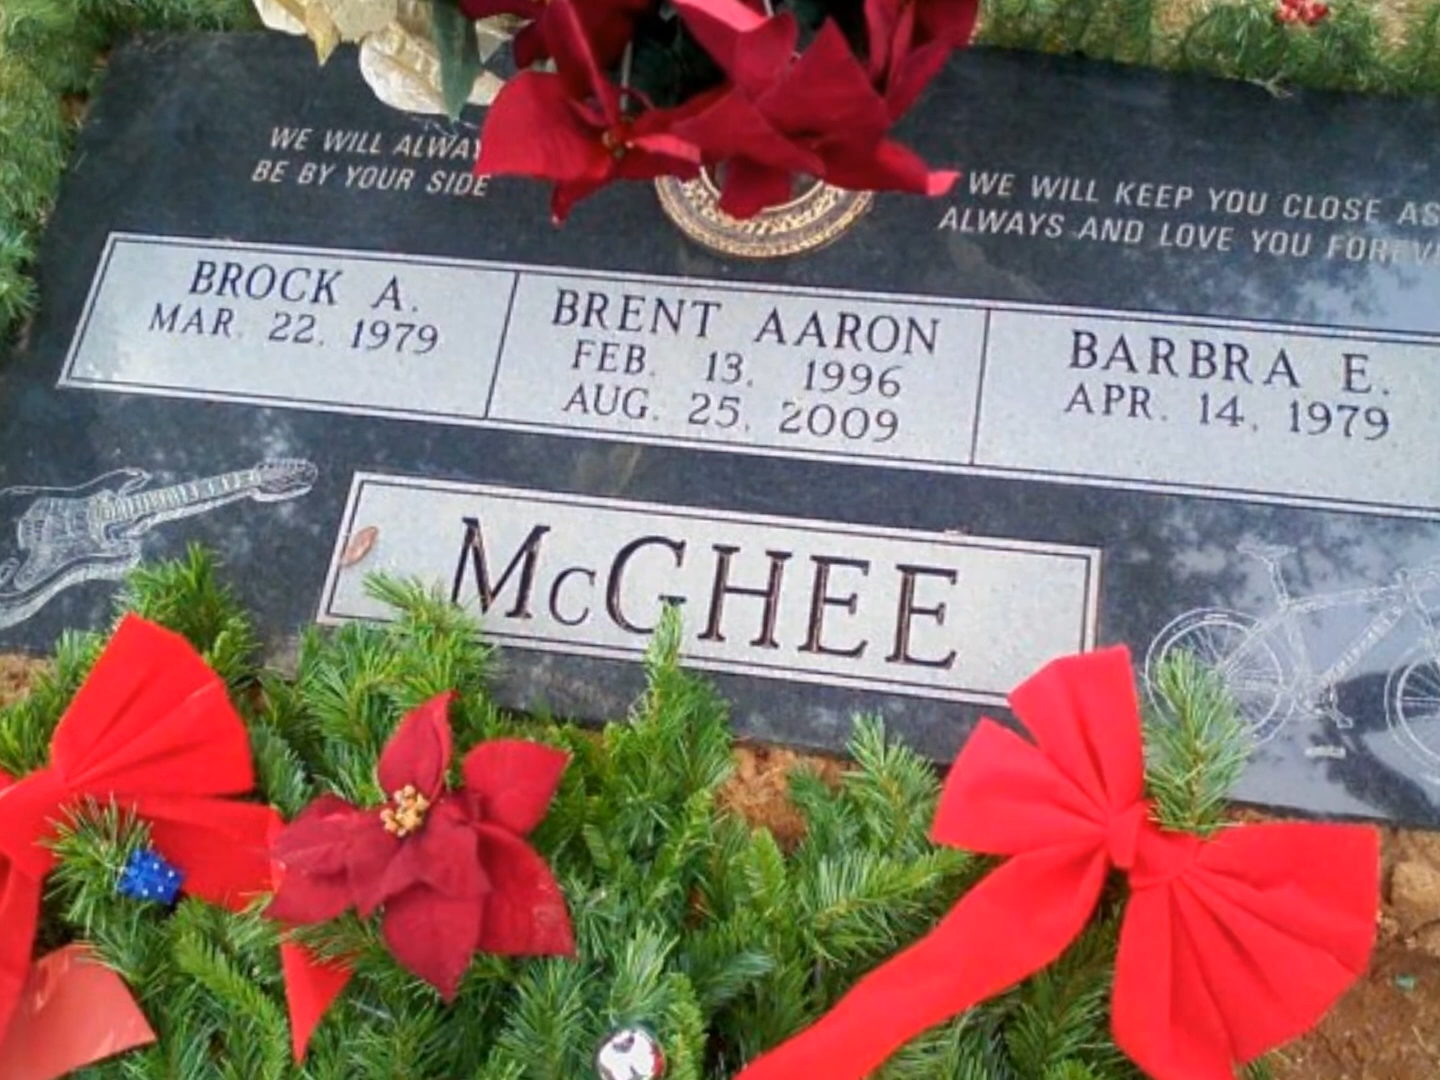 WE WILL
BE BY YOUR SIDE
WE WILL KEEP YOU CLOSE AS
ALWAYS AND LOVE YOU
BROCK A.
MAR. 22. 1979
BRENT AARON
FEB. 13. 1996
AUG. 25. 2009
BARBRA E.
APR. 14. 1979
McGHEE